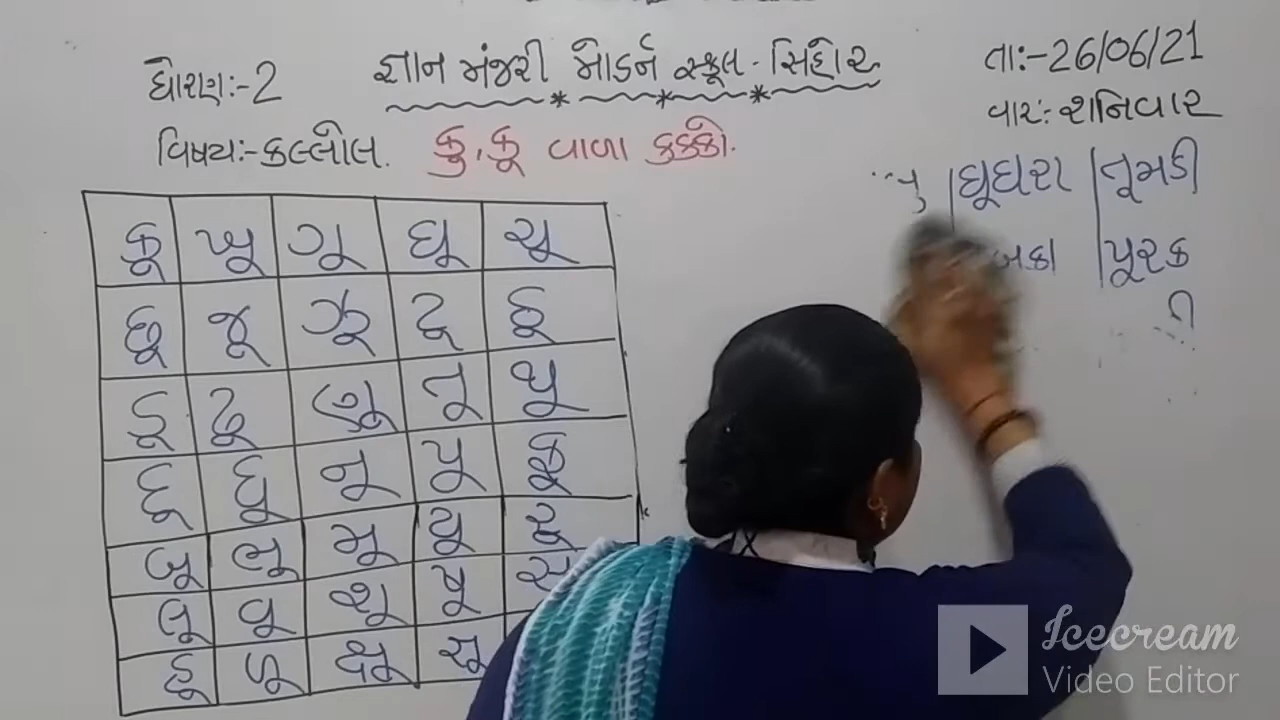 જ્ઞાન મંજરી મોડર્ન સ્કૂલ - સિહોર
ધોરણ:- 2
તા:- 26/06/21
વાર:- શનિવાર
વિષય:- કલ્લોલ.
કુ, કૂ વાળા કક્કો.
કૂ ખૂ ગૂ ઘૂ ચૂ
છૂ જૂ ઝૂ ટૂ ઠૂ
ડૂ ઢૂ ણૂ તૂ થૂ
દૂ ધૂ નૂ પૂ ફૂ
બૂ ભૂ મૂ યૂ રૂ
લૂ વૂ શૂ ષૂ
હૂ ળૂ ક્ષૂ
ઘૂઘરા
તૂમડી
પૂરક
Icecream
Video Editor